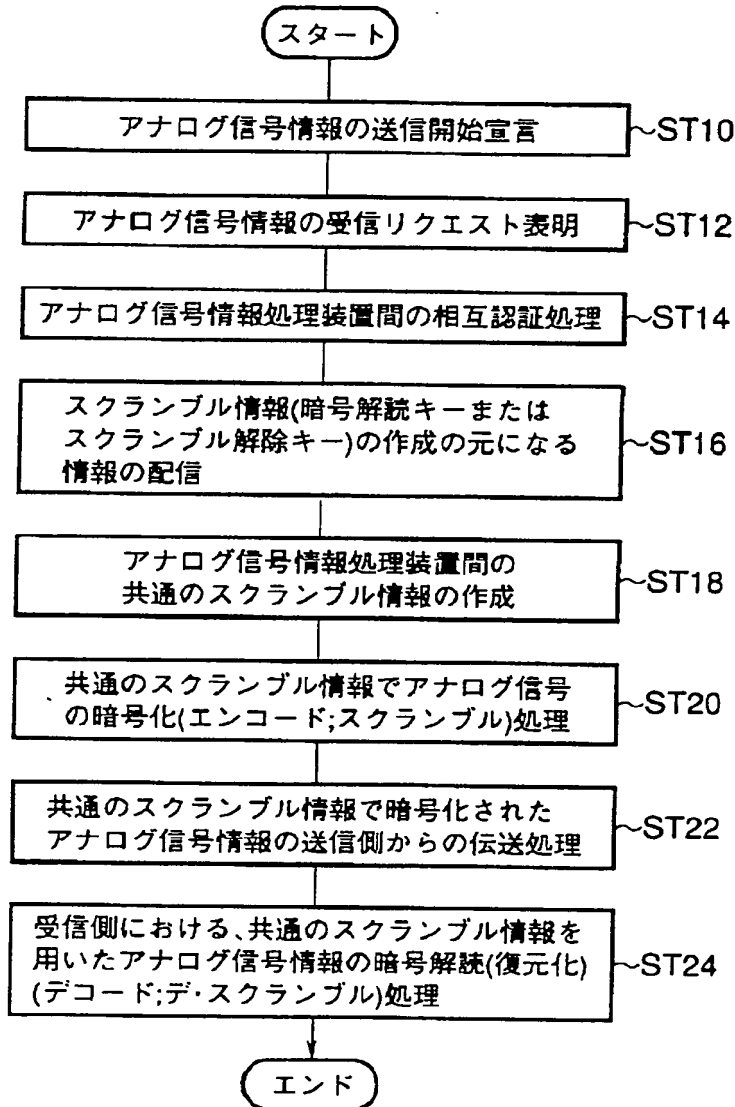 スタート
アナログ信号情報の送信開始宣言 ~ST10
アナログ信号情報の受信リクエスト表明 ~ST12
アナログ信号情報処理装置間の相互認証処理 ~ST14
スクランブル情報(暗号解読キーまたは
スクランブル解除キー)の作成の元になる
情報の配信 ~ST16
アナログ信号情報処理装置間の
共通のスクランブル情報の作成 ~ST18
共通のスクランブル情報でアナログ信号
の暗号化(エンコード;スクランブル)処理 ~ST20
共通のスクランブル情報で暗号化された
アナログ信号情報の送信側からの伝送処理 ~ST22
受信側における、共通のスクランブル情報を
用いたアナログ信号情報の暗号解読(復元化)
(デコード;デ・スクランブル)処理 ~ST24
エンド